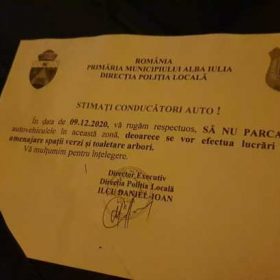 ROMÂNIA
PRIMĂRIA MUNICIPIULUI ALBA IULIA
DIRECȚIA POLIȚIA LOCALĂ
STIMAȚI CONDUCĂTORI AUTO !
În data de 09.12.2020, vă rugăm respectuos, SĂ NU PARCA
autovehiculele în această zonă, deoarece se vor efectua lucrări
amenajare spații verzi și toaletare arbori.
Vă mulțumim pentru înțelegere.
Director Executiv
Direcția Poliția Locală
ILCU DANIEL-IOAN